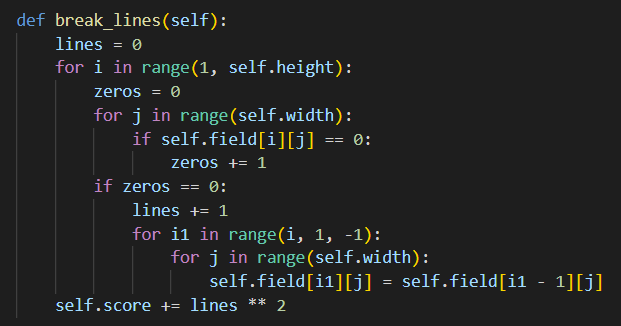 def break_lines(self):
    lines = 0
    for i in range(1, self.height):
        zeros = 0
        for j in range(self.width):
            if self.field[i][j] == 0:
                zeros += 1
        if zeros == 0:
            lines += 1
            for i1 in range(i, 1, -1):
                for j in range(self.width):
                    self.field[i1][j] = self.field[i1 - 1][j]
    self.score += lines ** 2